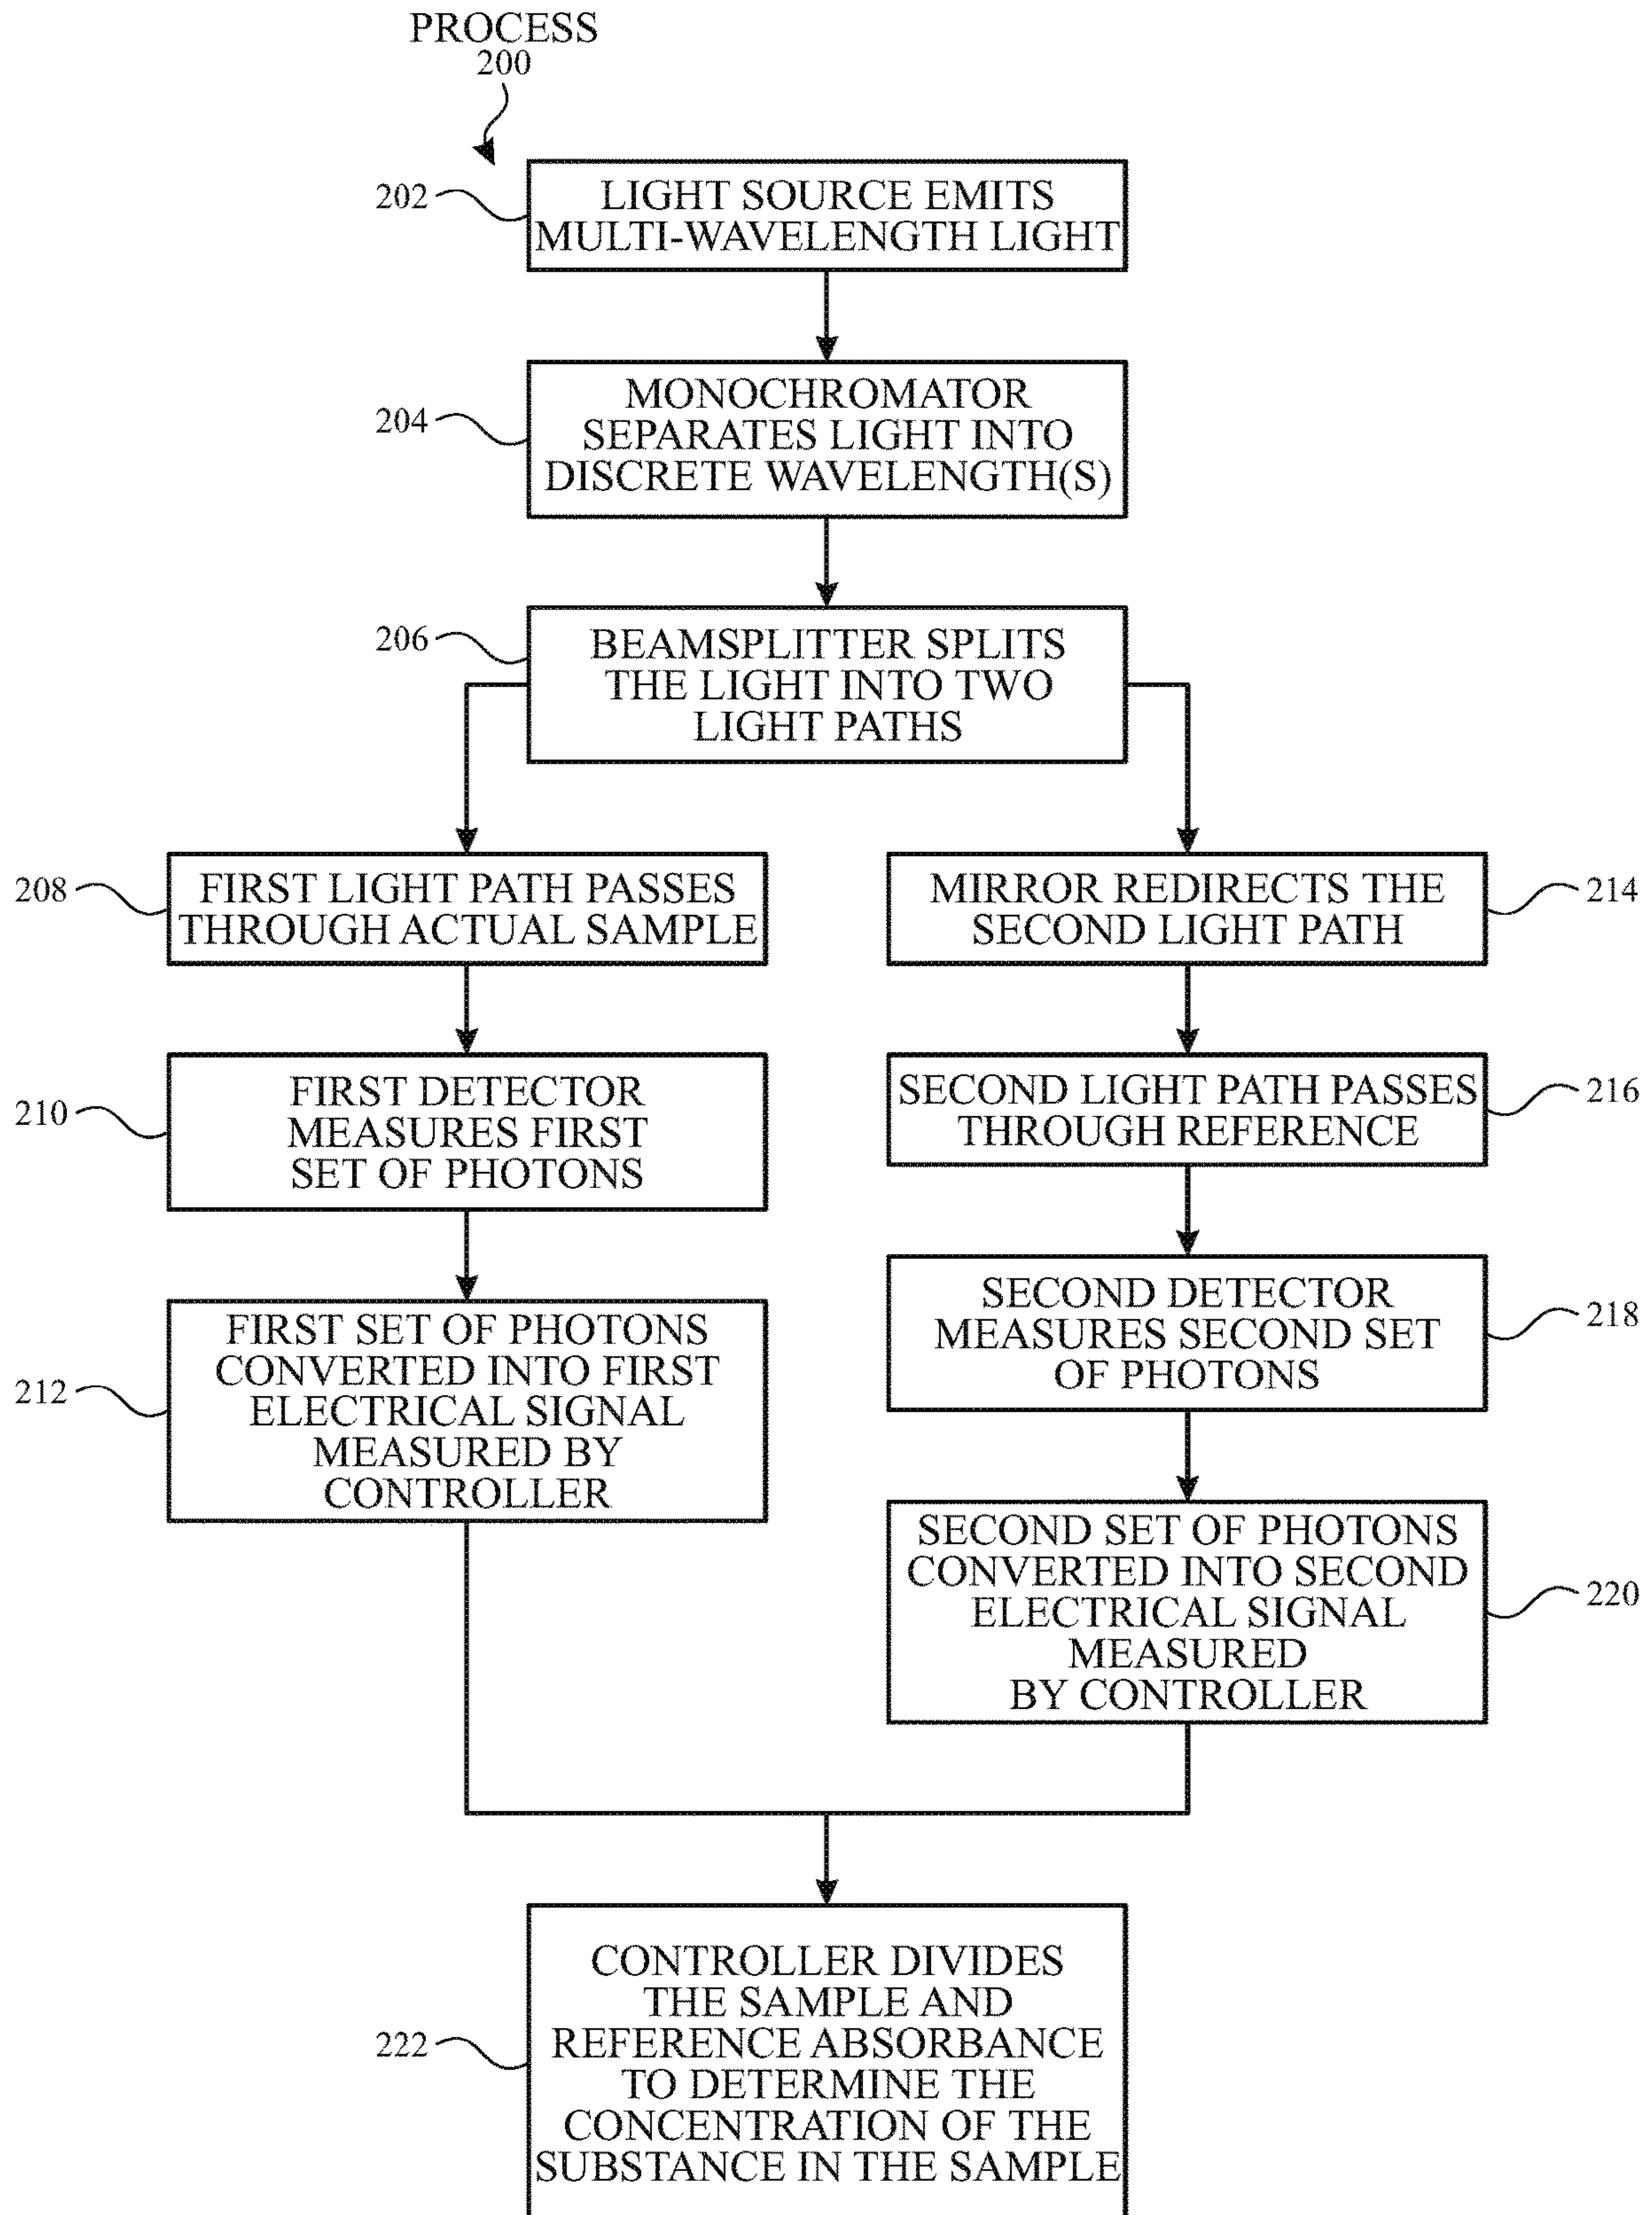 PROCESS
200
202
LIGHT SOURCE EMITS
MULTI-WAVELENGTH LIGHT
204
MONOCHROMATOR
SEPARATES LIGHT INTO
DISCRETE WAVELENGTH(S)
206
BEAMSPLITTER SPLITS
THE LIGHT INTO TWO
LIGHT PATHS
208
FIRST LIGHT PATH PASSES
THROUGH ACTUAL SAMPLE
210
FIRST DETECTOR
MEASURES FIRST
SET OF PHOTONS
212
FIRST SET OF PHOTONS
CONVERTED INTO FIRST
ELECTRICAL SIGNAL
MEASURED BY
CONTROLLER
MIRROR REDIRECTS THE
SECOND LIGHT PATH
214
SECOND LIGHT PATH PASSES
THROUGH REFERENCE
216
SECOND DETECTOR
MEASURES SECOND SET
OF PHOTONS
218
SECOND SET OF PHOTONS
CONVERTED INTO SECOND
ELECTRICAL SIGNAL
MEASURED
BY CONTROLLER
220
222
CONTROLLER DIVIDES
THE SAMPLE AND
REFERENCE ABSORBANCE
TO DETERMINE THE
CONCENTRATION OF THE
SUBSTANCE IN THE SAMPLE